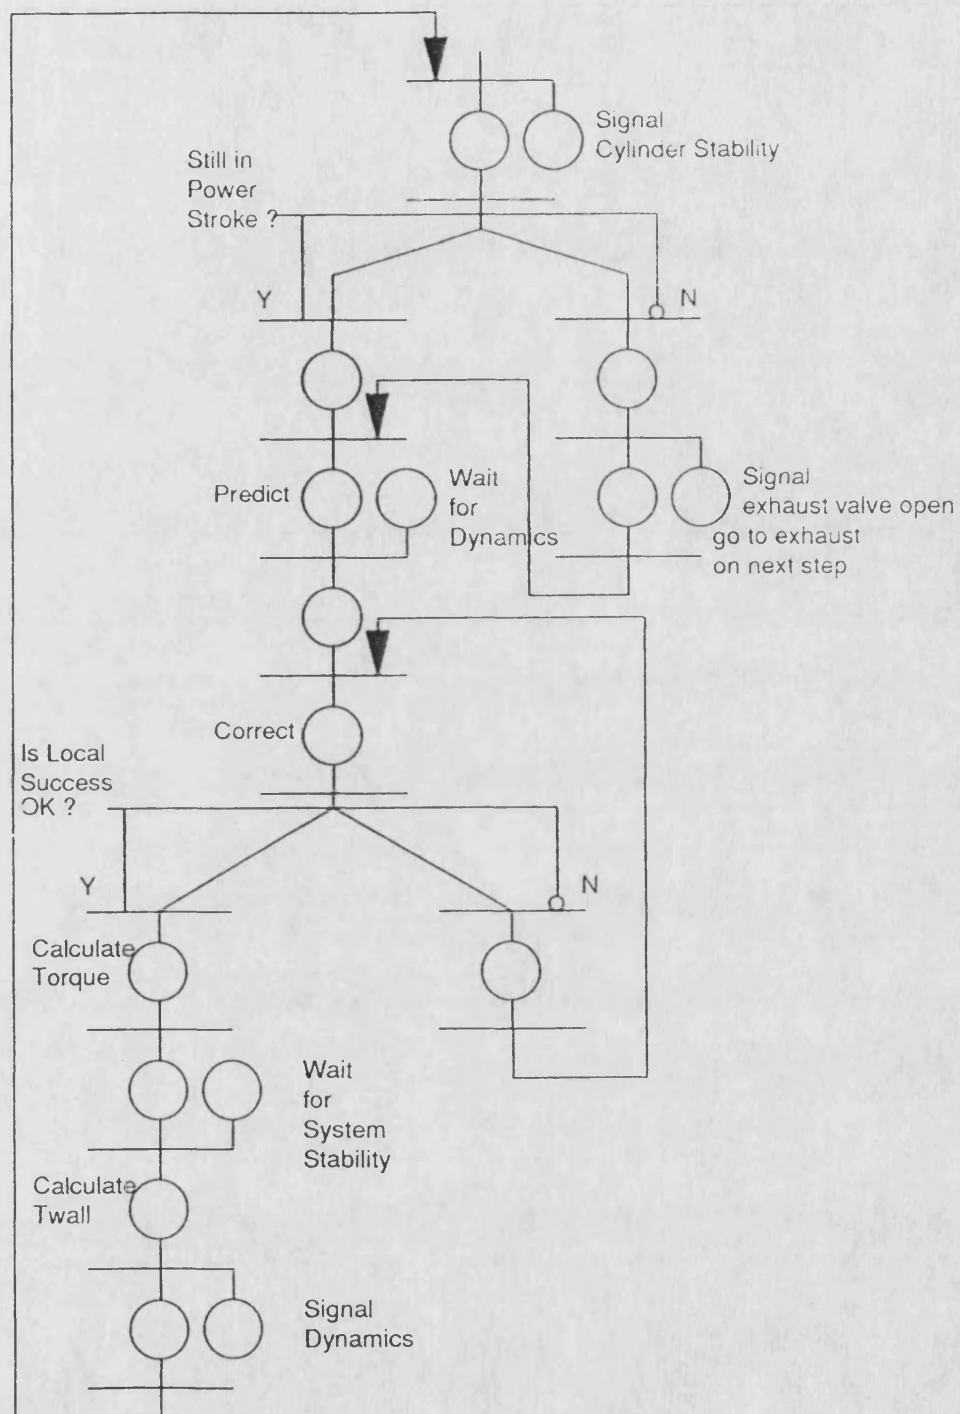 Signal
Cylinder Stability
Still in
Power
Stroke ?
Y
N
Predict
Wait
for
Dynamics
Signal
exhaust valve open
go to exhaust
on next step
Correct
Is Local
Success
OK ?
Y
N
Calculate
Torque
Wait
for
System
Stability
Calculate
Twall
Signal
Dynamics